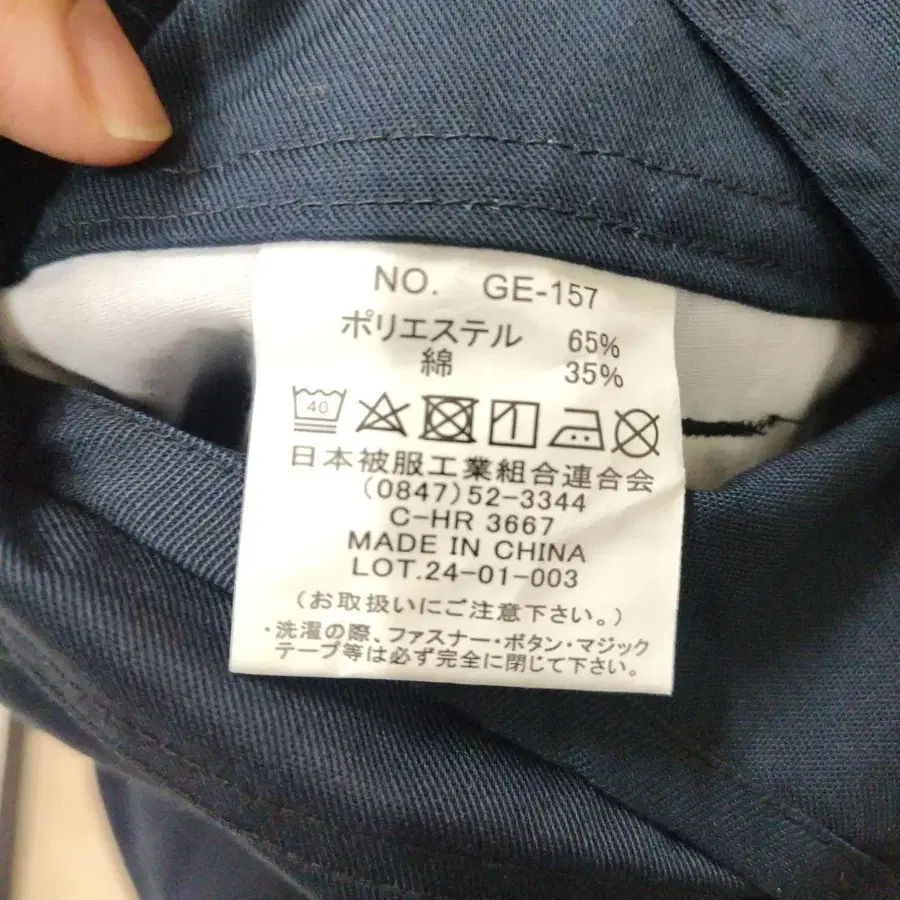 NO. GE-157
ポリエステル 65%
綿 35%
40
日本被服工業組合連合会
(0847)52-3344
C-HR 3667
MADE IN CHINA
LOT.24-01-003
(お取扱いにご注意下さい。)
・洗濯の際、ファスナー・ボタン・マジック
テープ等は必ず完全に閉じて下さい。